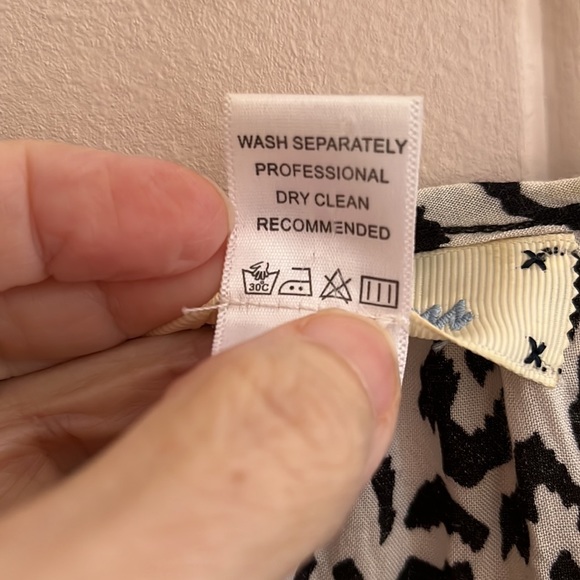 WASH SEPARATELY
PROFESSIONAL
DRY CLEAN
RECOMMENDED
30C